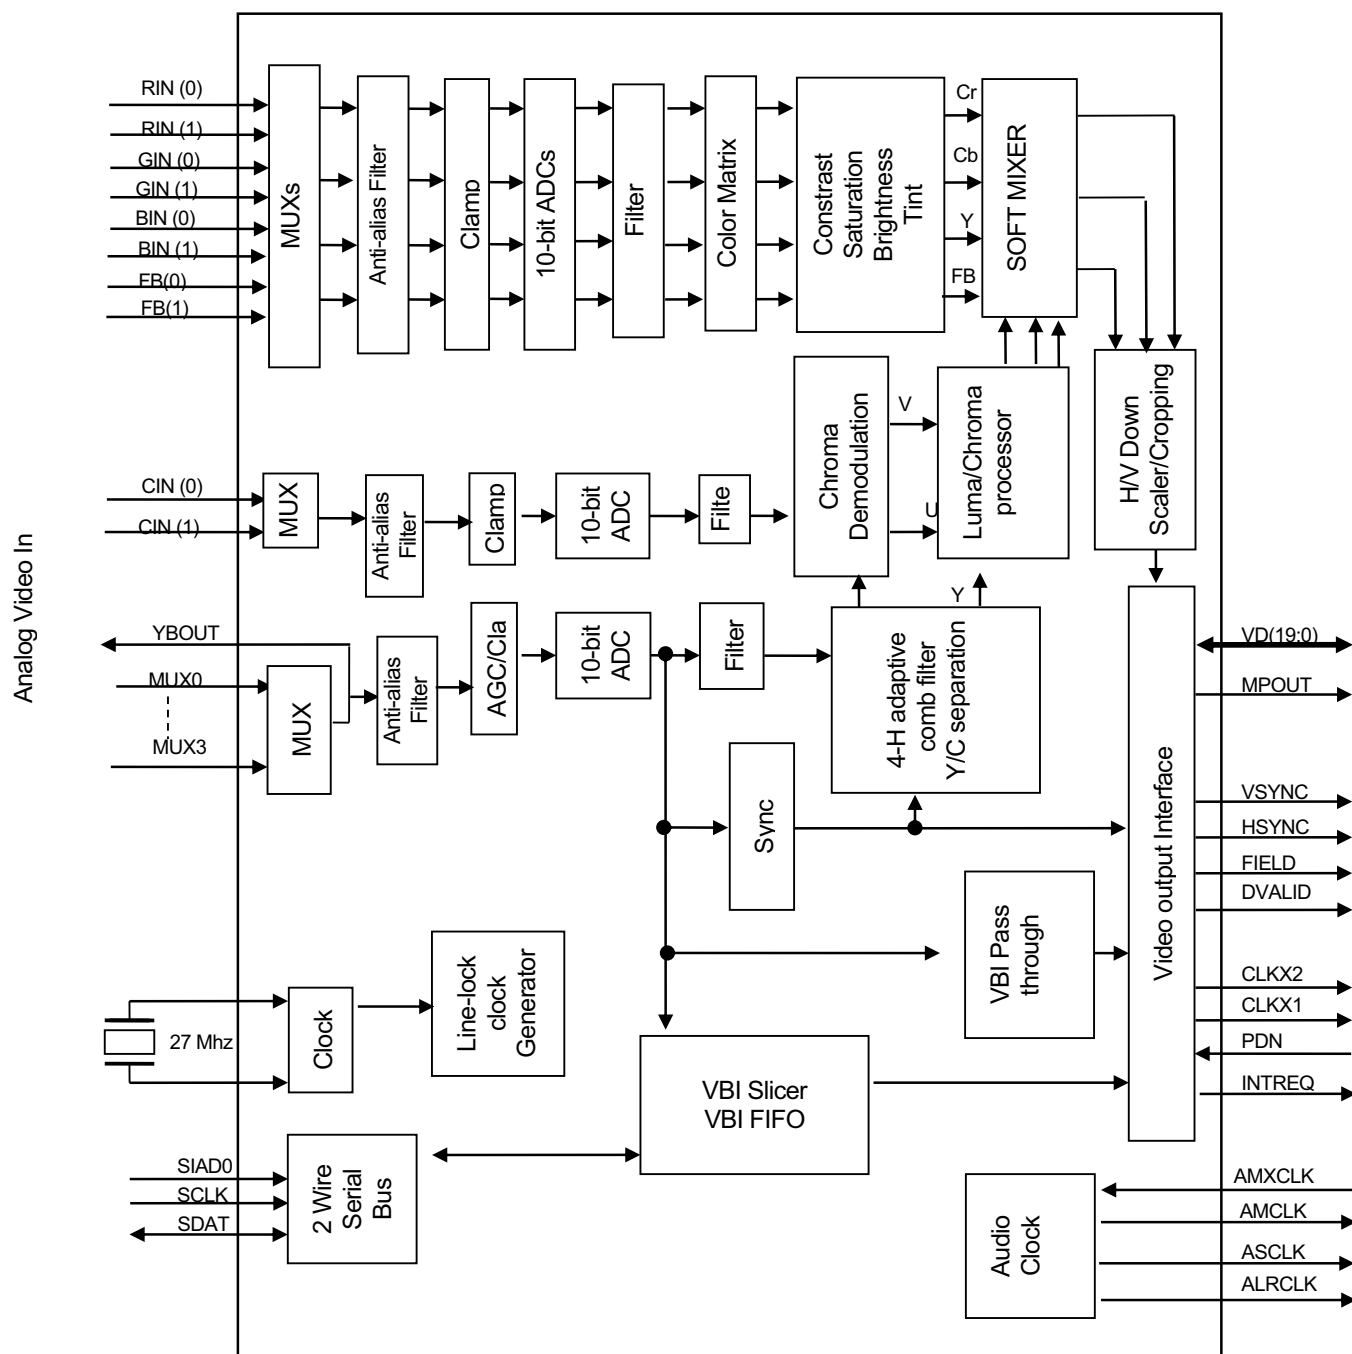 Analog Video In
RIN (0)
RIN (1)
GIN (0)
GIN (1)
BIN (0)
BIN (1)
FB(0)
FB(1)
MUXs
Anti-alias Filter
Clamp
10-bit ADCs
Filter
Color Matrix
Constrast
Saturation
Brightness
Tint
Cr
Cb
Y
FB
SOFT MIXER
H/V Down
Scaler/Cropping
CIN (0)
CIN (1)
MUX
Anti-alias
Filter
Clamp
10-bit
ADC
Filte
Chroma
Demodulation
V
U
Luma/Chroma
processor
YBOUT
MUX0
MUX3
MUX
Anti-alias
Filter
AGC/Cla
10-bit
ADC
Filter
4-H adaptive
comb filter
Y/C separation
Y
Sync
VBI Pass
through
Video output Interface
VD(19:0)
MPOUT
VSYNC
HSYNC
FIELD
DVALID
CLKX2
CLKX1
PDN
INTREQ
27 Mhz
Clock
Line-lock
clock
Generator
VBI Slicer
VBI FIFO
SIAD0
SCLK
SDAT
2 Wire
Serial
Bus
Audio
Clock
AMXCLK
AMCLK
ASCLK
ALRCLK